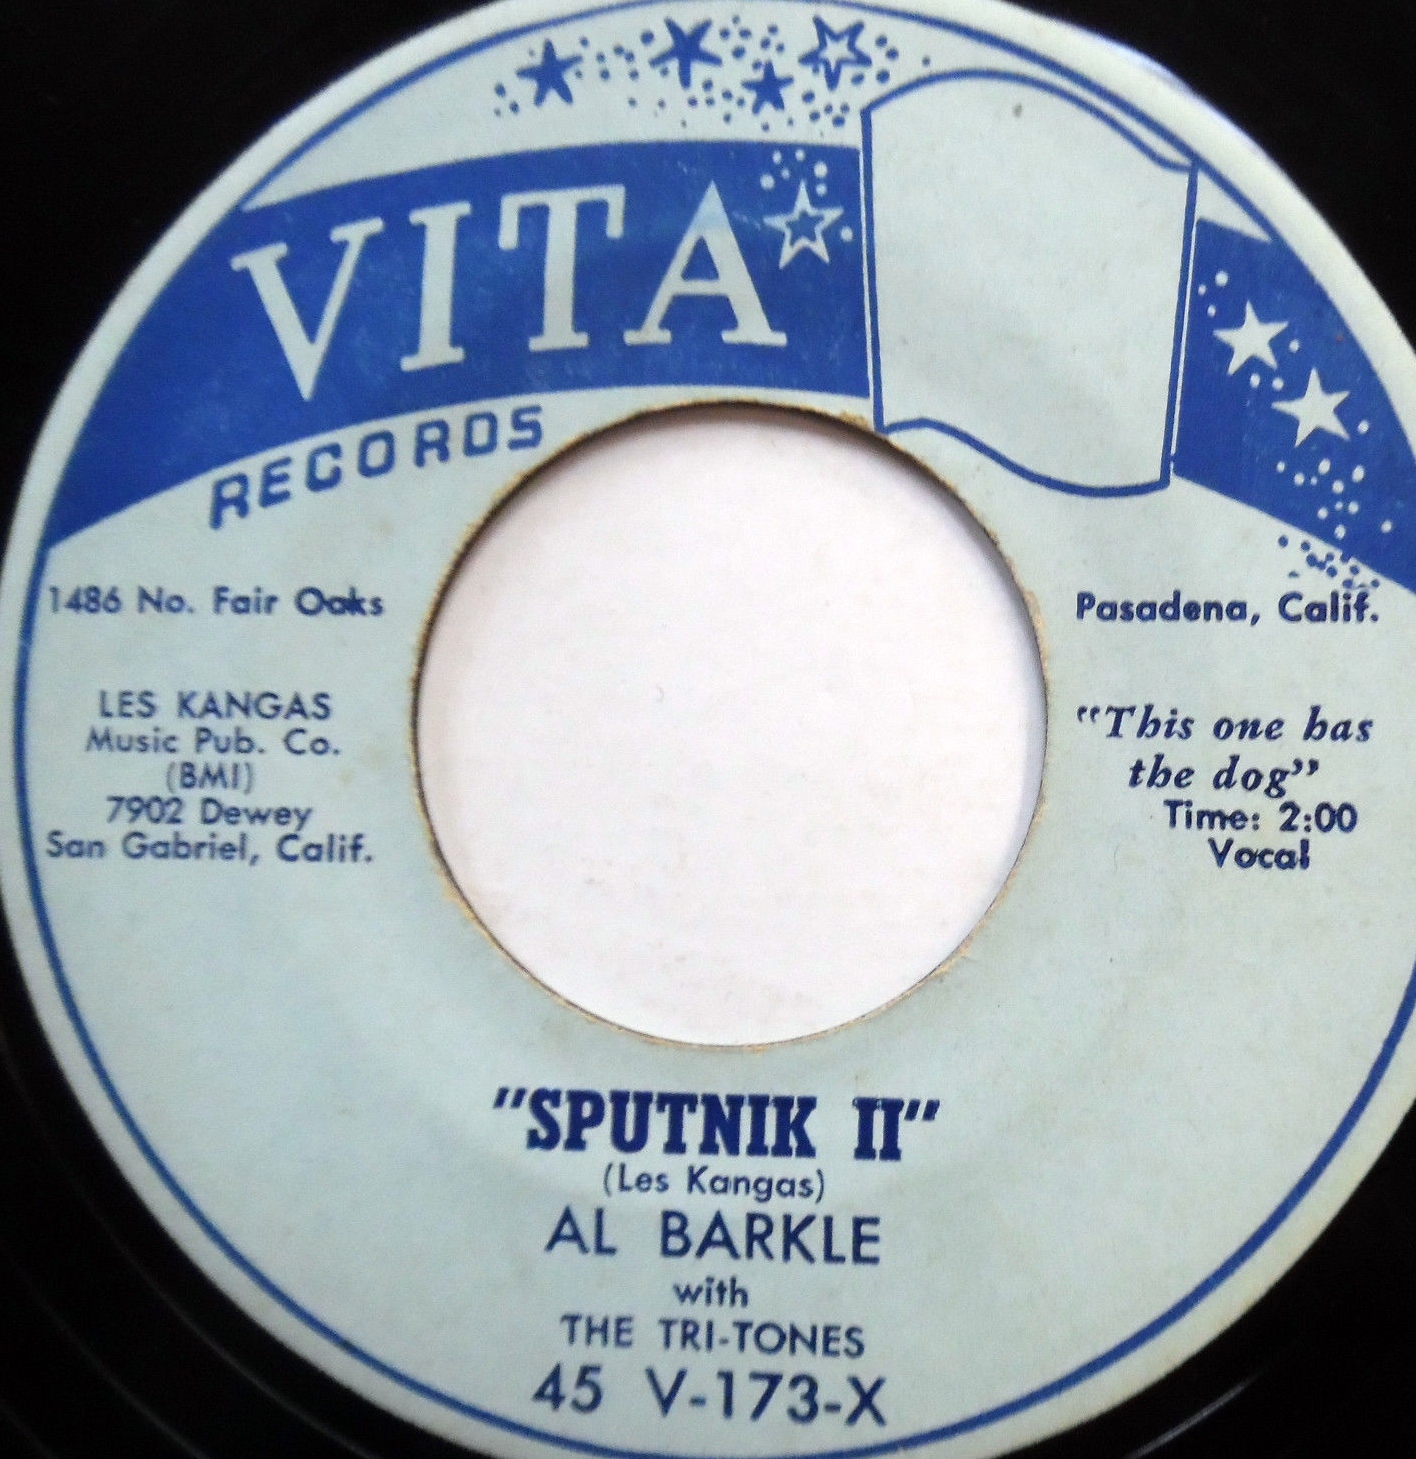 VITA
RECORDS
1486 No. Fair Oaks
Pasadena, Calif.
LES KANGAS
Music Pub. Co.
(BMI)
7902 Dewey
San Gabriel, Calif.
"This one has
the dog"
Time: 2:00
Vocal
"SPUTNIK II"
(Les Kangas)
AL BARKLE
with
THE TRI-TONES
45 V-173-X